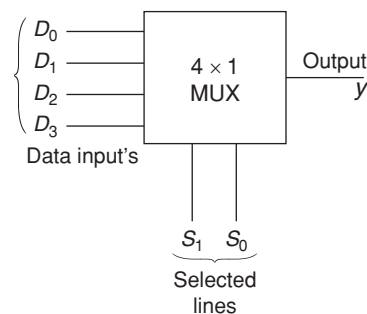 D₀
D₁
D₂
D₃
Data input's
4 × 1
MUX
Output
y
S₁ S₀
Selected
lines